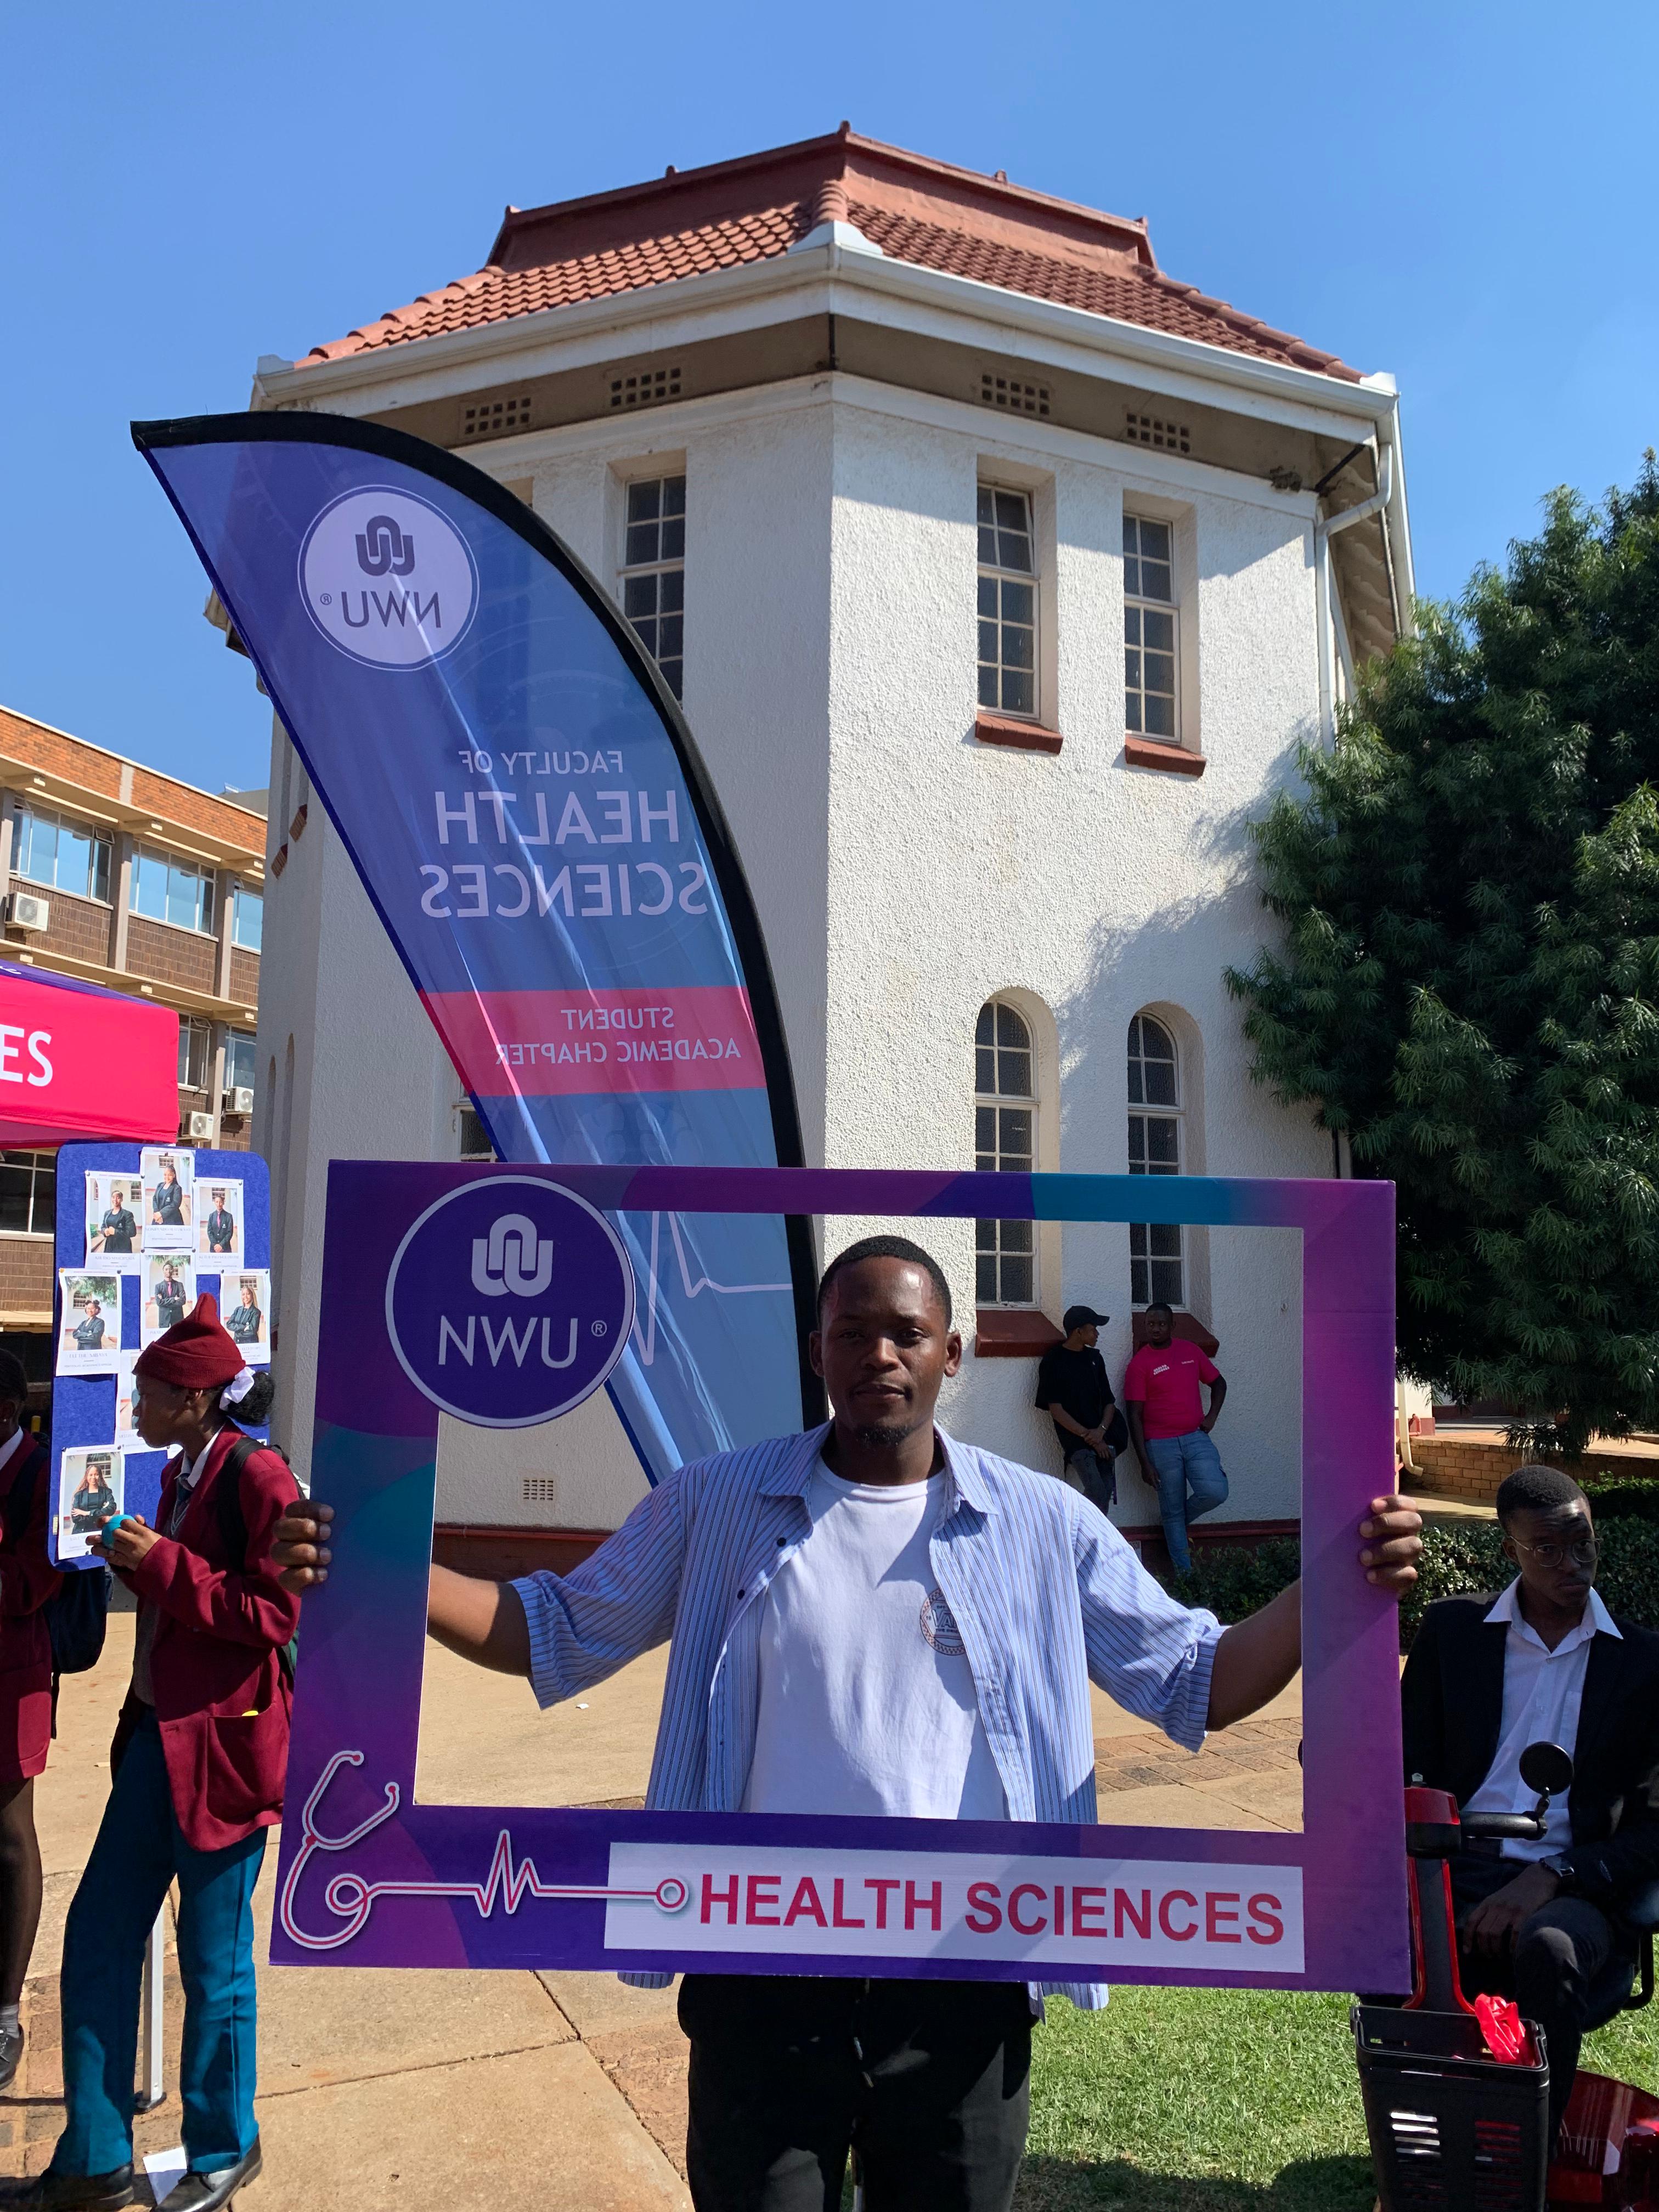 NWU®
FACULTY OF
HEALTH
SCIENCES
STUDENT
ACADEMIC CHAPTER
ES
NWU®
HEALTH SCIENCES